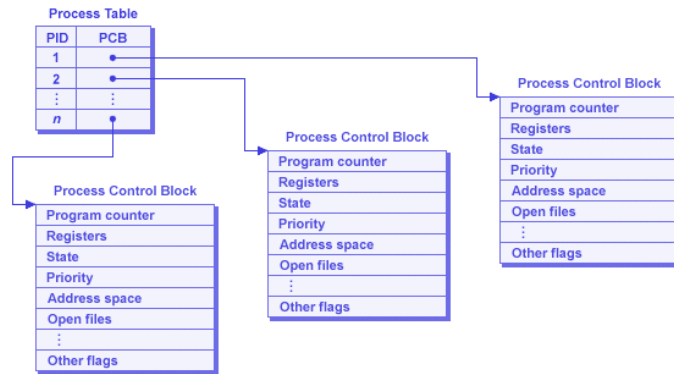 Process Table
PID PCB
1
2
⋮ ⋮
n
Process Control Block
Program counter
Registers
State
Priority
Address space
Open files
⋮
Other flags
Process Control Block
Program counter
Registers
State
Priority
Address space
Open files
⋮
Other flags
Process Control Block
Program counter
Registers
State
Priority
Address space
Open files
⋮
Other flags